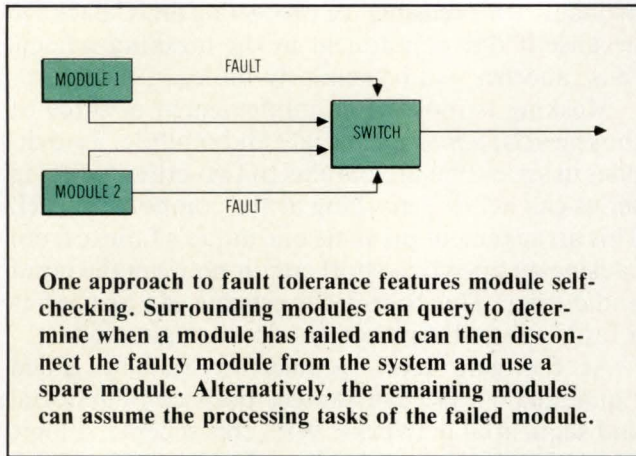 FAULT
MODULE 1
SWITCH
MODULE 2
FAULT
One approach to fault tolerance features module self-
checking. Surrounding modules can query to deter-
mine when a module has failed and can then discon-
nect the faulty module from the system and use a
spare module. Alternatively, the remaining modules
can assume the processing tasks of the failed module.